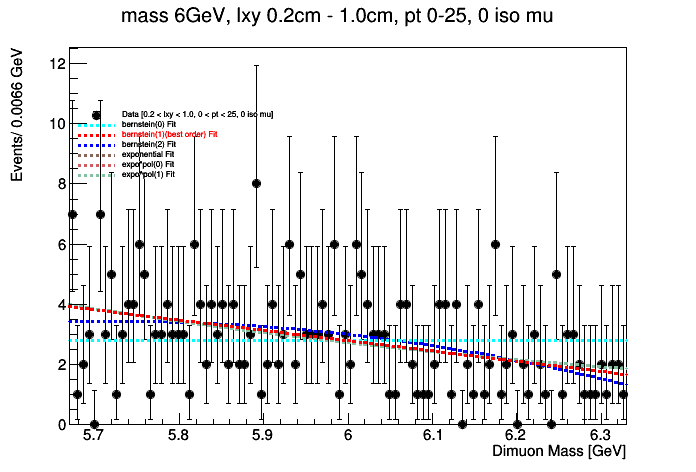 mass 6GeV, lxy 0.2cm - 1.0cm, pt 0-25, 0 iso mu
Events/ 0.0066 GeV
12
10
8
6
4
2
0
Data [0.2 < lxy < 1.0, 0 < pt < 25, 0 iso mu]
bernstein(0) Fit
bernstein(1)(best order) Fit
bernstein(2) Fit
exponential Fit
expo*pol(0) Fit
expo*pol(1) Fit
5.7 5.8 5.9 6 6.1 6.2 6.3
Dimuon Mass [GeV]